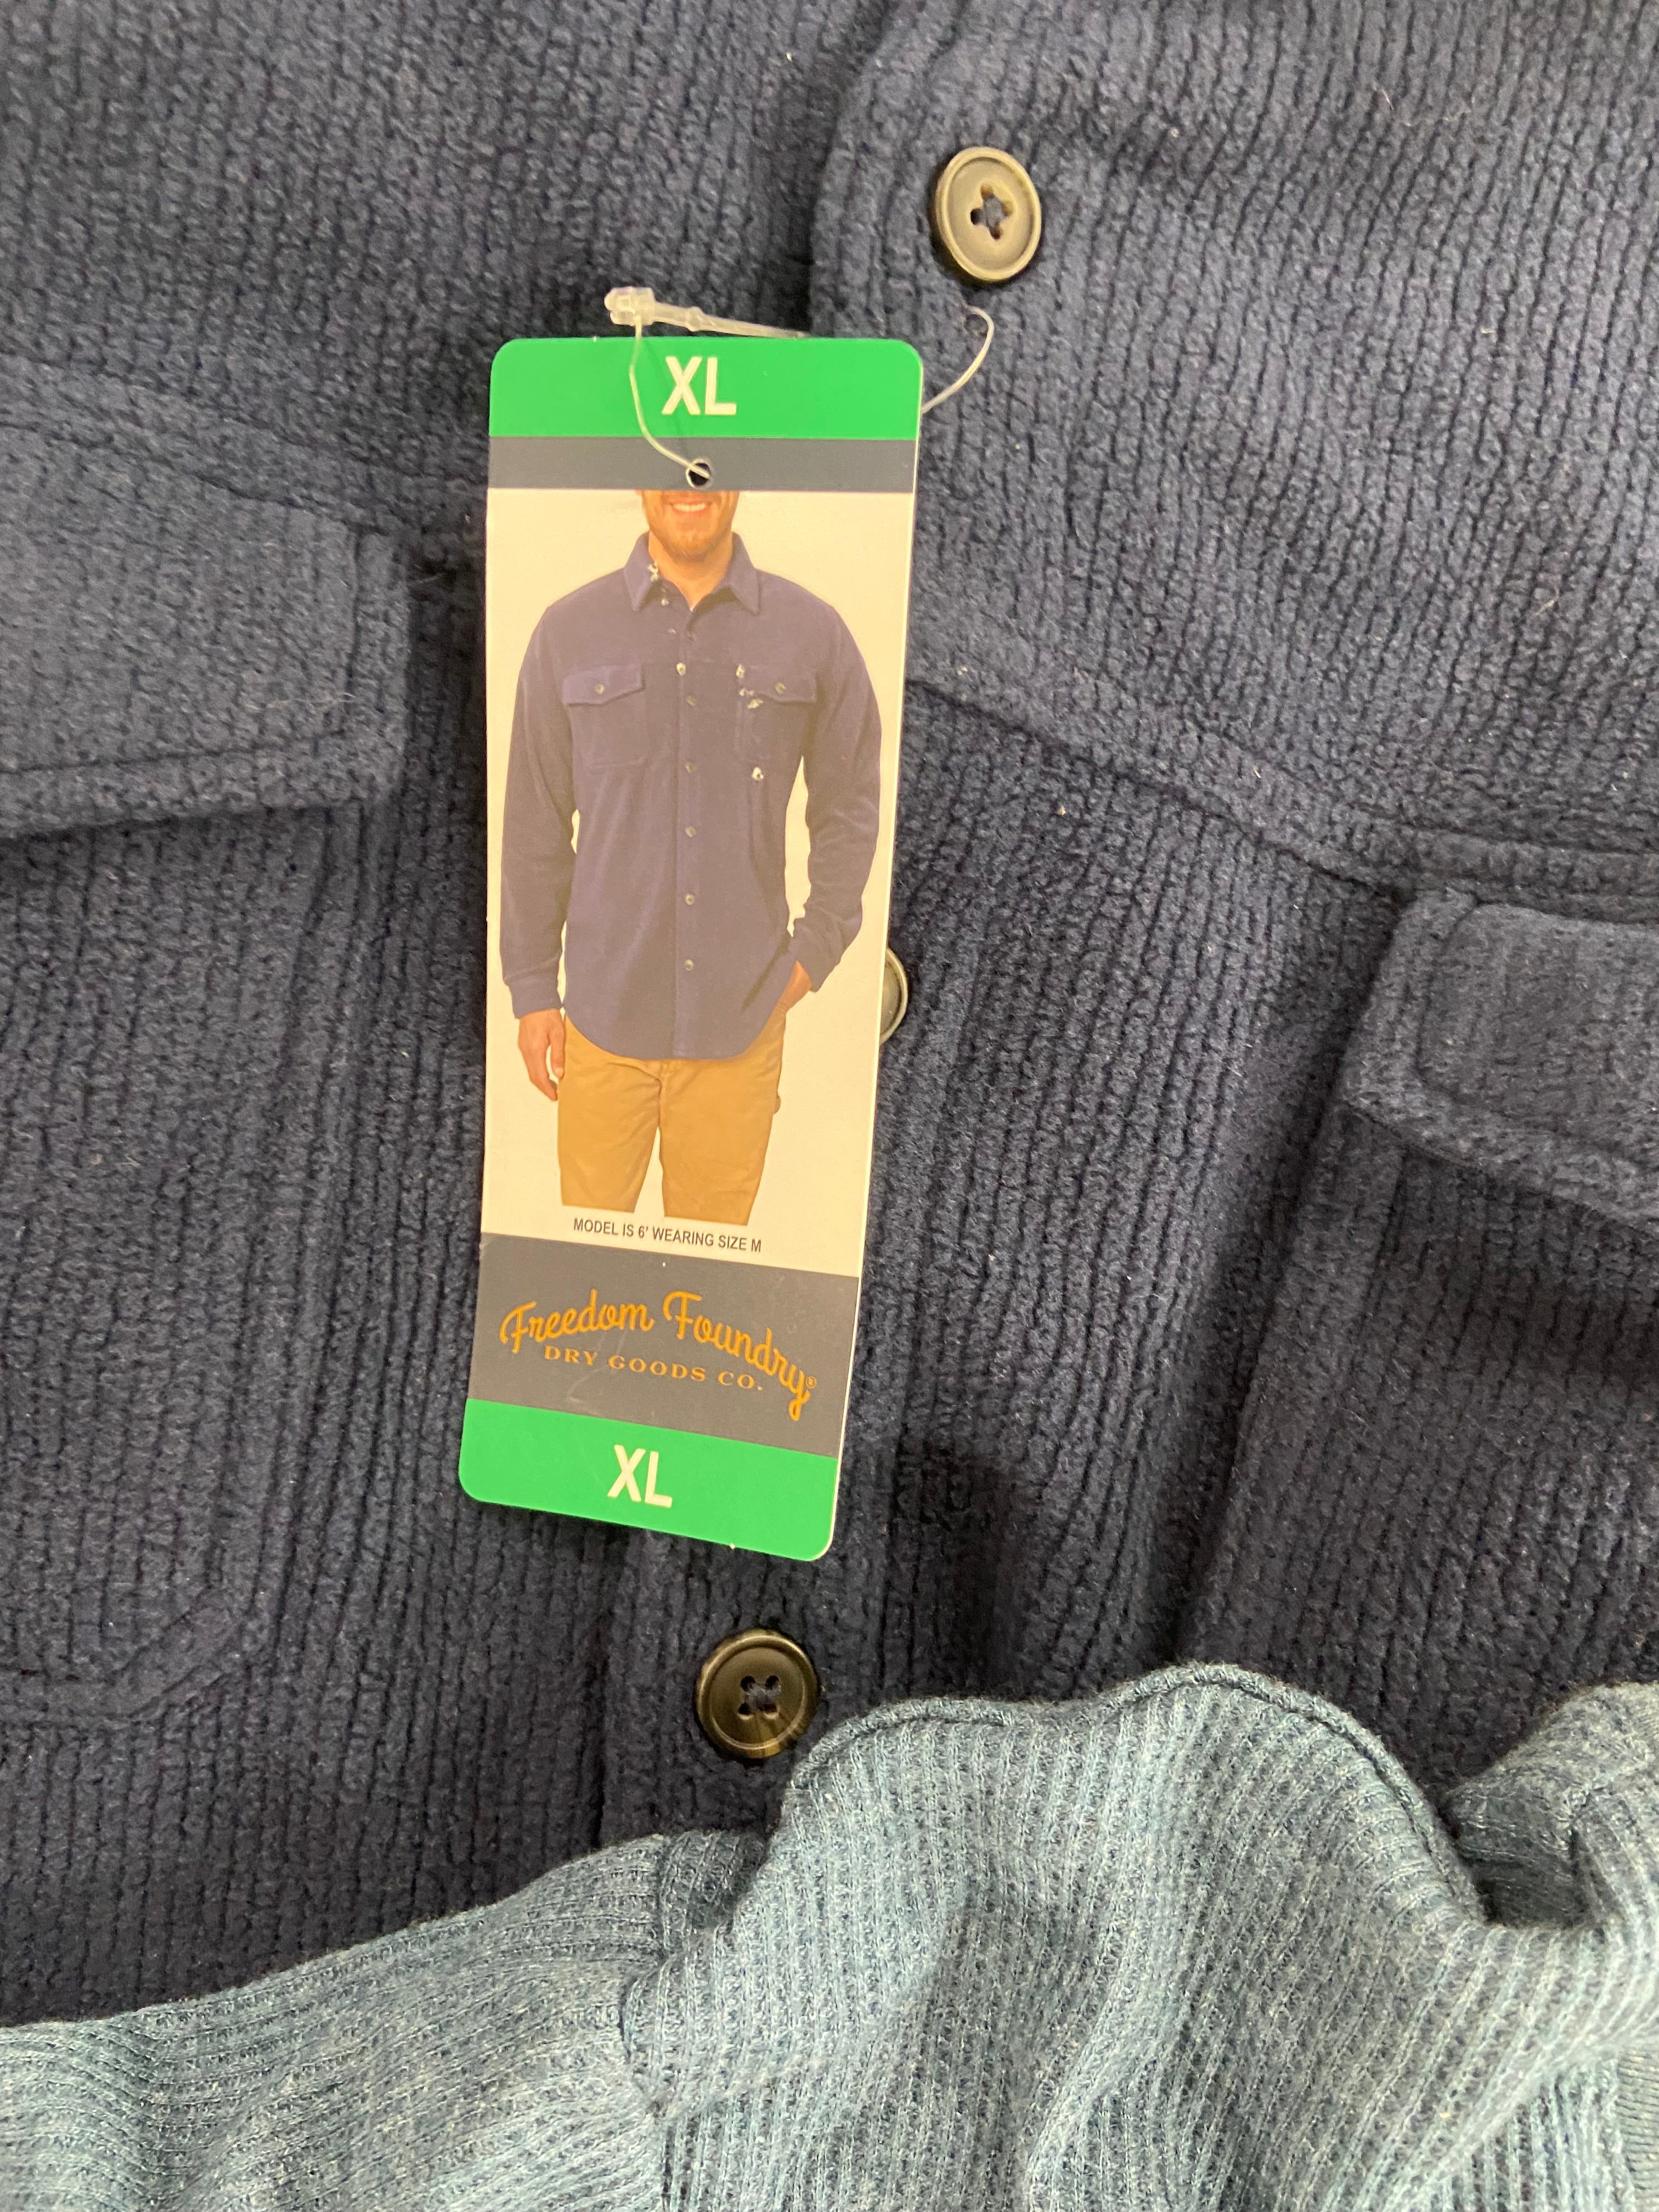 XL
MODEL IS 6' WEARING SIZE M
Freedom Foundry®
DRY GOODS CO.
XL